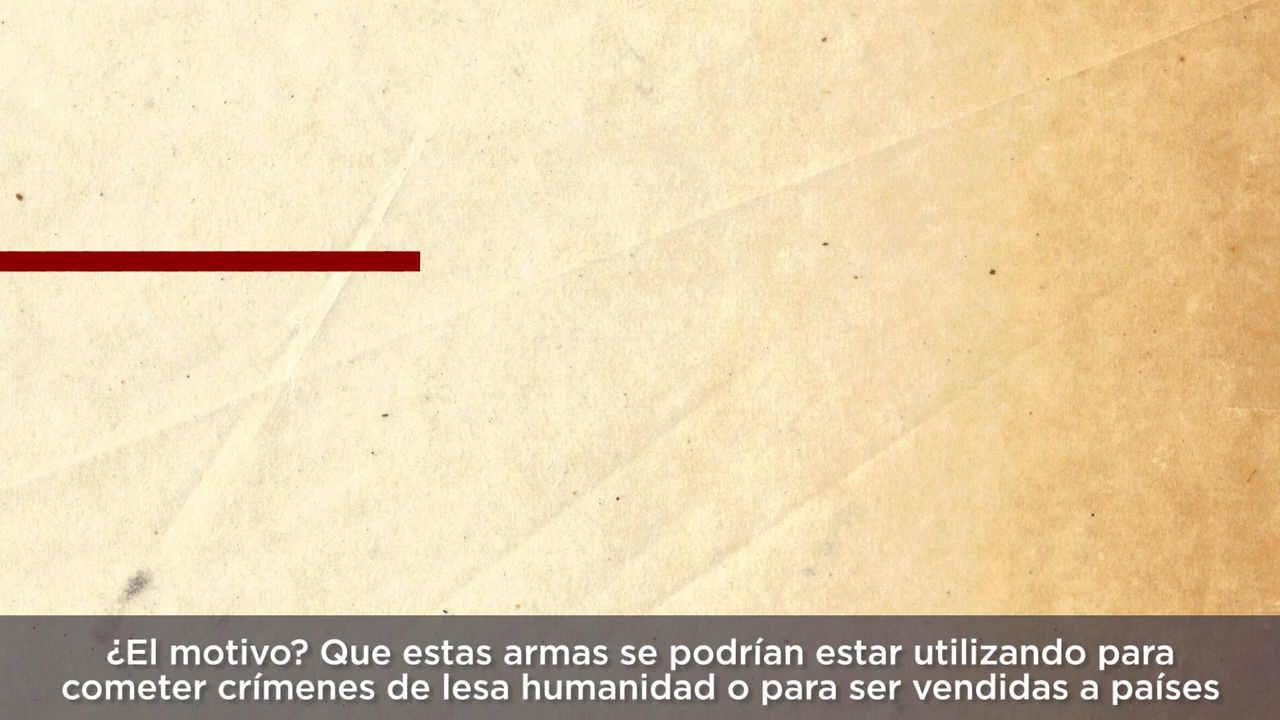 ¿El motivo? Que estas armas se podrían estar utilizando para
cometer crímenes de lesa humanidad o para ser vendidas a países